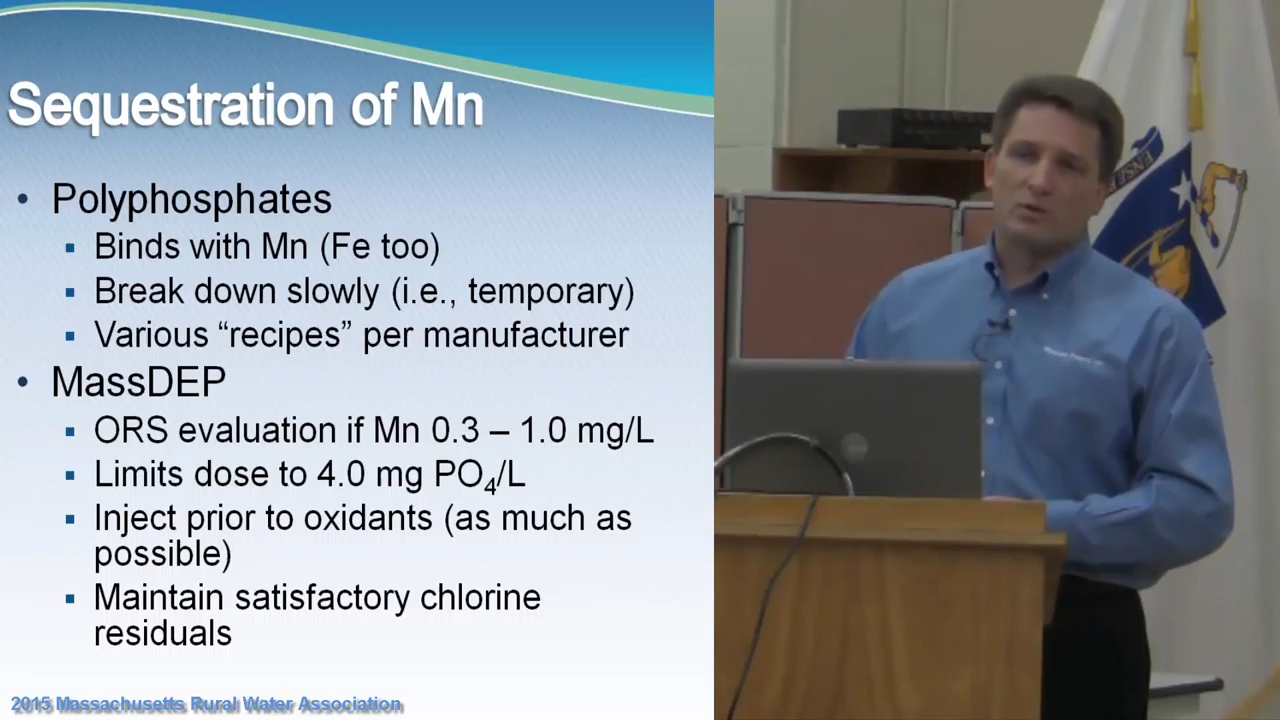 Sequestration of Mn
• Polyphosphates
▪ Binds with Mn (Fe too)
▪ Break down slowly (i.e., temporary)
▪ Various “recipes” per manufacturer
• MassDEP
▪ ORS evaluation if Mn 0.3 – 1.0 mg/L
▪ Limits dose to 4.0 mg PO₄/L
▪ Inject prior to oxidants (as much as
possible)
▪ Maintain satisfactory chlorine
residuals
2015 Massachusetts Rural Water Association
ENSE